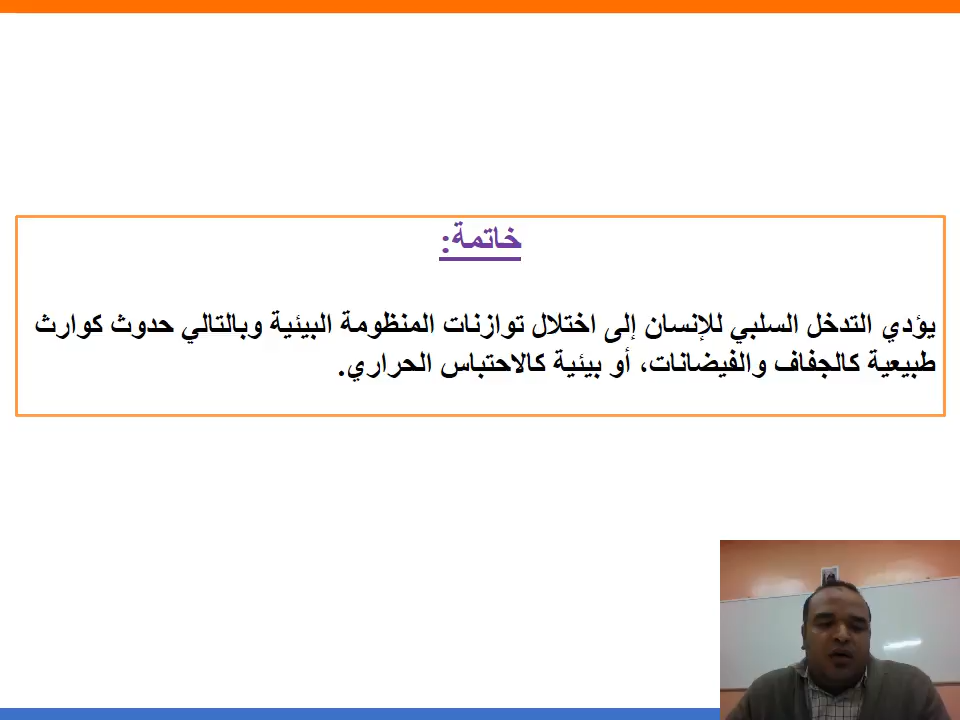 خاتمة:
يؤدي التدخل السلبي للإنسان إلى اختلال توازنات المنظومة البيئية وبالتالي حدوث كوارث
طبيعية كالجفاف والفيضانات، أو بيئية كالاحتباس الحراري.